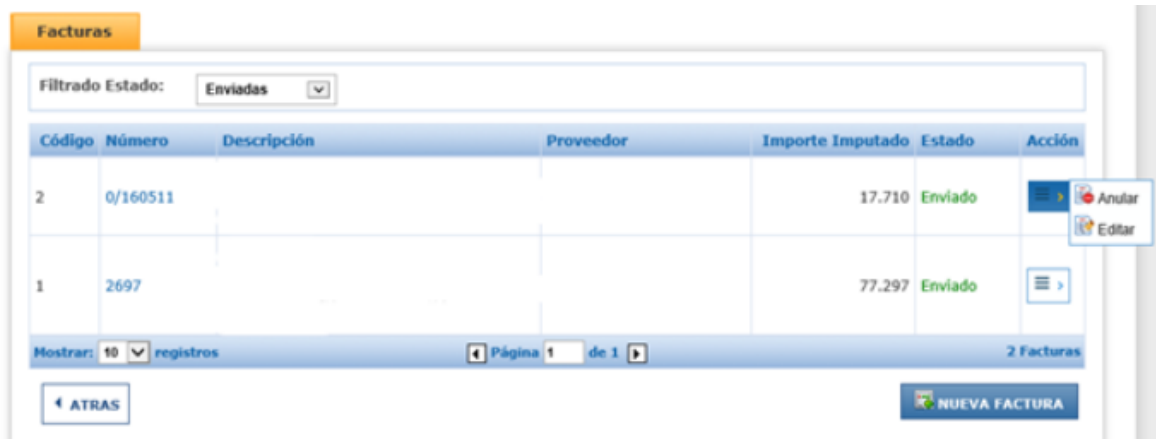 Facturas
Filtrado Estado: Enviadas
Código Número Descripción Proveedor Importe Imputado Estado Acción
2 0/160511 17.710 Enviado Anular
Editar
1 2697 77.297 Enviado
Mostrar: 10 registros Página 1 de 1 2 Facturas
ATRAS NUEVA FACTURA